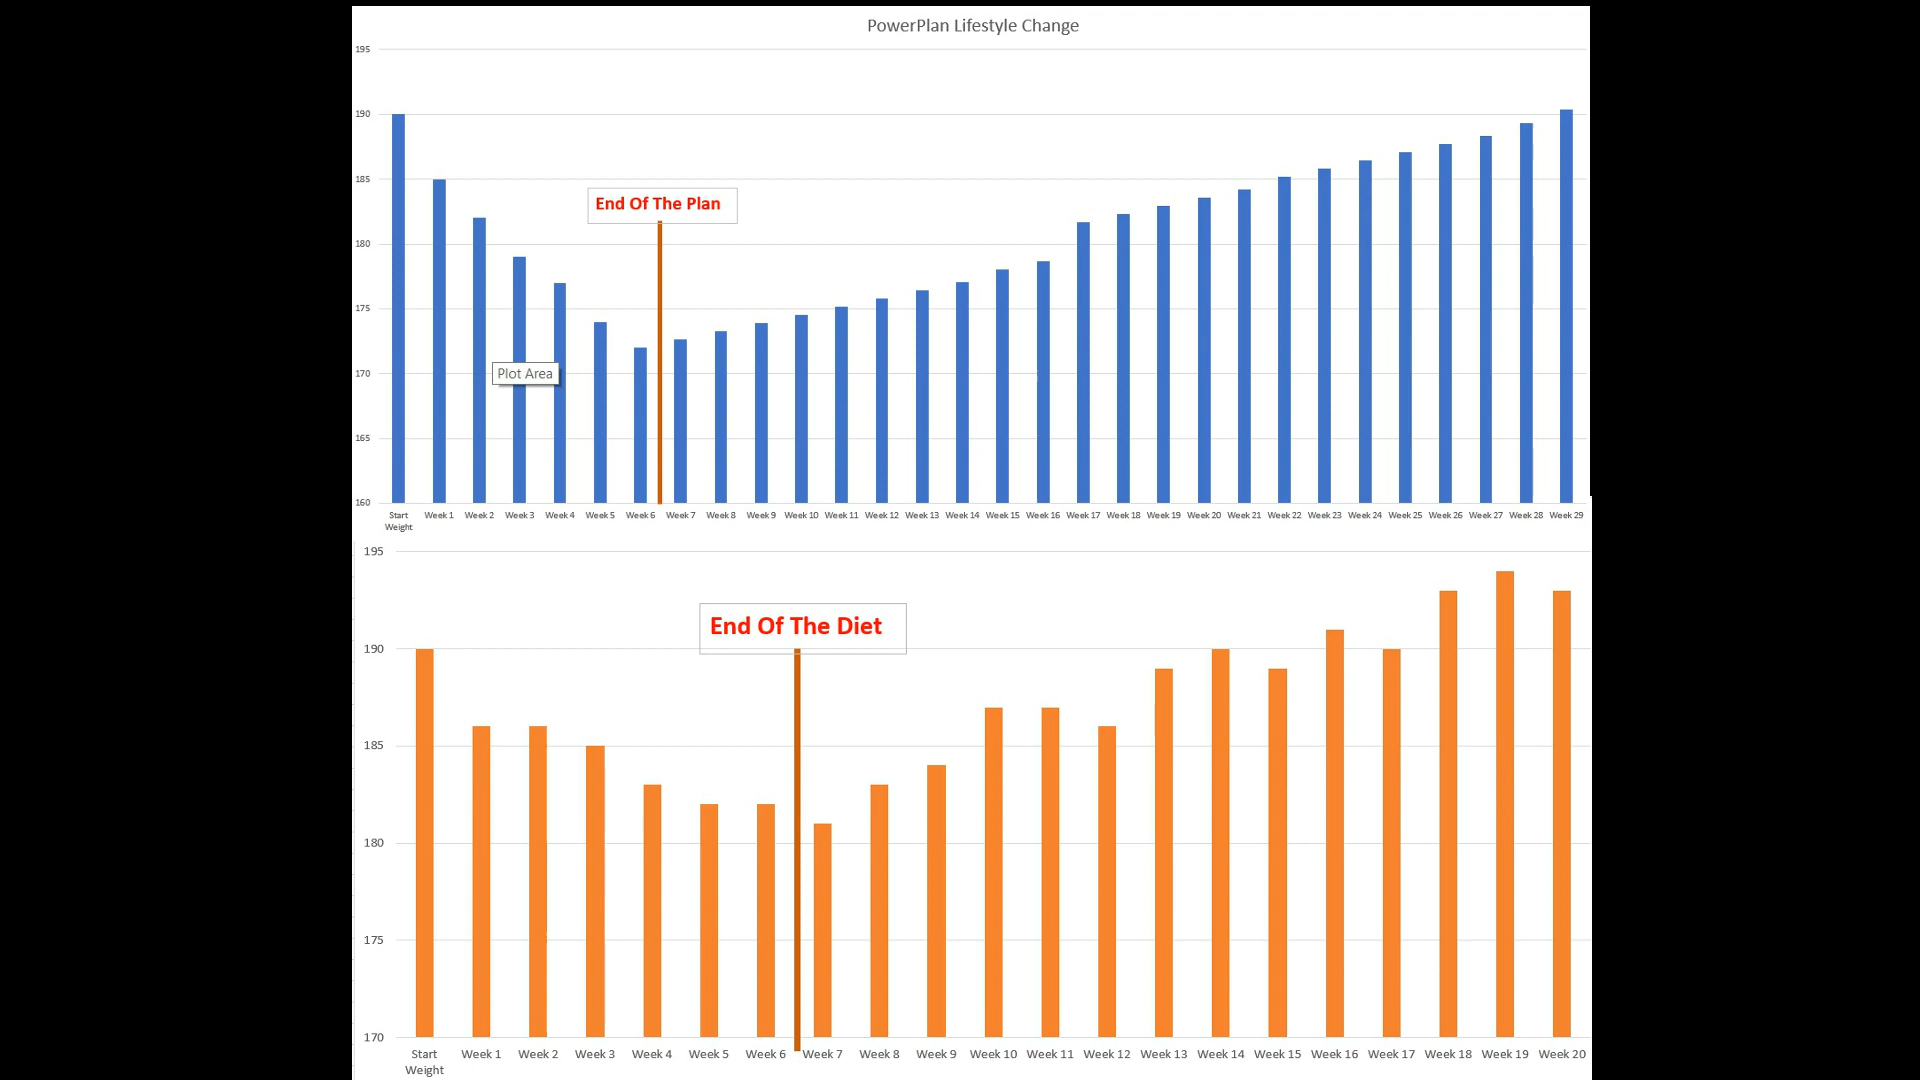 PowerPlan Lifestyle Change
195
190
185
180
175
170
165
160
End Of The Plan
Plot Area
Start Weight Week 1 Week 2 Week 3 Week 4 Week 5 Week 6 Week 7 Week 8 Week 9 Week 10 Week 11 Week 12 Week 13 Week 14 Week 15 Week 16 Week 17 Week 18 Week 19 Week 20 Week 21 Week 22 Week 23 Week 24 Week 25 Week 26 Week 27 Week 28 Week 29
195
190
185
180
175
170
End Of The Diet
Start Weight Week 1 Week 2 Week 3 Week 4 Week 5 Week 6 Week 7 Week 8 Week 9 Week 10 Week 11 Week 12 Week 13 Week 14 Week 15 Week 16 Week 17 Week 18 Week 19 Week 20